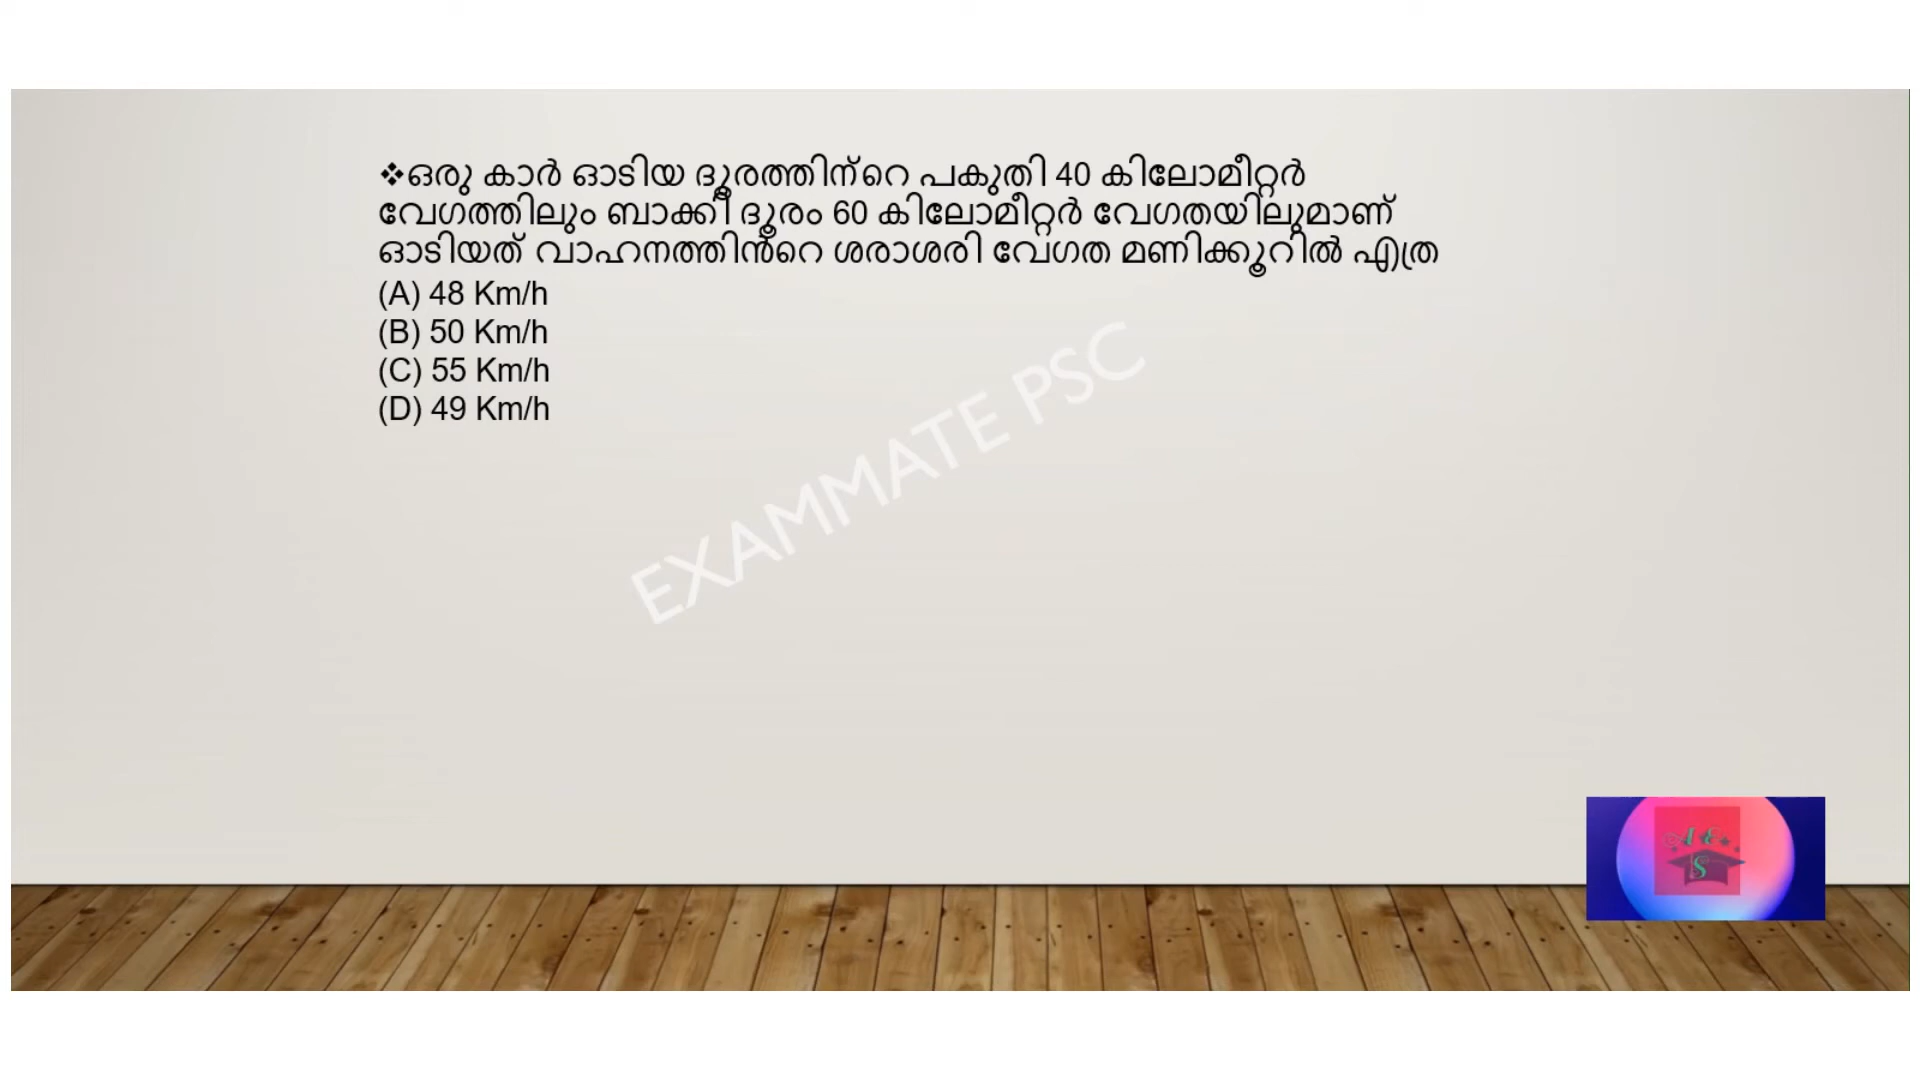 ❖ഒരു കാർ ഓടിയ ദൂരത്തിന്റെ പകുതി 40 കിലോമീറ്റർ
വേഗത്തിലും ബാക്കി ദൂരം 60 കിലോമീറ്റർ വേഗതയിലുമാണ്
ഓടിയത് വാഹനത്തിൻറെ ശരാശരി വേഗത മണിക്കൂറിൽ എത്ര
(A) 48 Km/h
(B) 50 Km/h
(C) 55 Km/h
(D) 49 Km/h
EXAMMATE PSC
A E
S